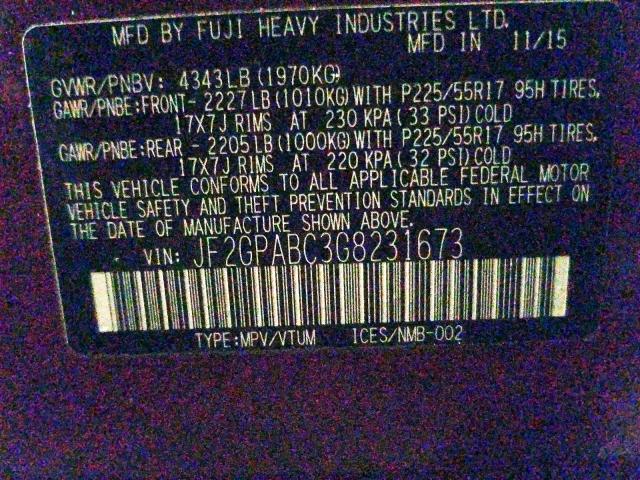 MFD BY FUJI HEAVY INDUSTRIES LTD.
MFD IN 11/15
GVWR/PNBV: 4343LB (1970KG)
GAWR/PNBE:FRONT- 2227LB (1010KG) WITH P225/55R17 95H TIRES,
17X7J RIMS AT 230 KPA (33 PSI) COLD
GAWR/PNBE:REAR - 2205LB (1000KG) WITH P225/55R17 95H TIRES,
17X7J RIMS AT 220 KPA (32 PSI) COLD
THIS VEHICLE CONFORMS TO ALL APPLICABLE FEDERAL MOTOR
VEHICLE SAFETY AND THEFT PREVENTION STANDARDS IN EFFECT ON
THE DATE OF MANUFACTURE SHOWN ABOVE.
VIN: JF2GPABC3G8231673
TYPE:MPV/VTUM ICES/NMB-002